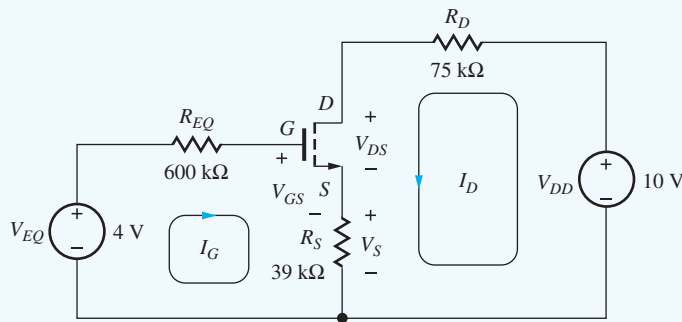 R_D
75 kΩ
D
+
R_EQ
G
V_DS
600 kΩ
+
−
V_GS
S
I_D
V_DD
+
−
10 V
V_EQ
+
−
4 V
I_G
−
+
R_S
V_S
39 kΩ
−